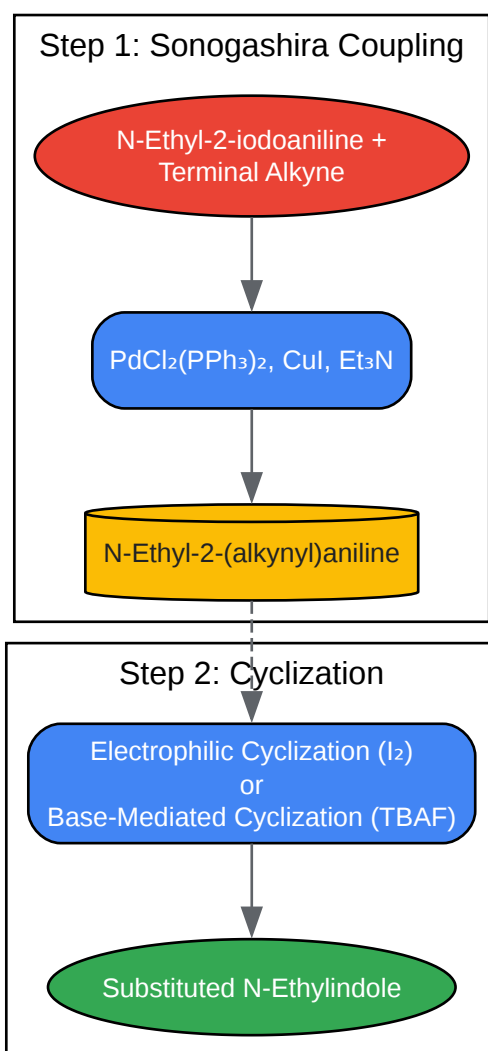 Step 1: Sonogashira Coupling
N-Ethyl-2-iodoaniline +
Terminal Alkyne
PdCl₂(PPh₃)₂, CuI, Et₃N
N-Ethyl-2-(alkynyl)aniline
Step 2: Cyclization
Electrophilic Cyclization (I₂)
or
Base-Mediated Cyclization (TBAF)
Substituted N-Ethylindole